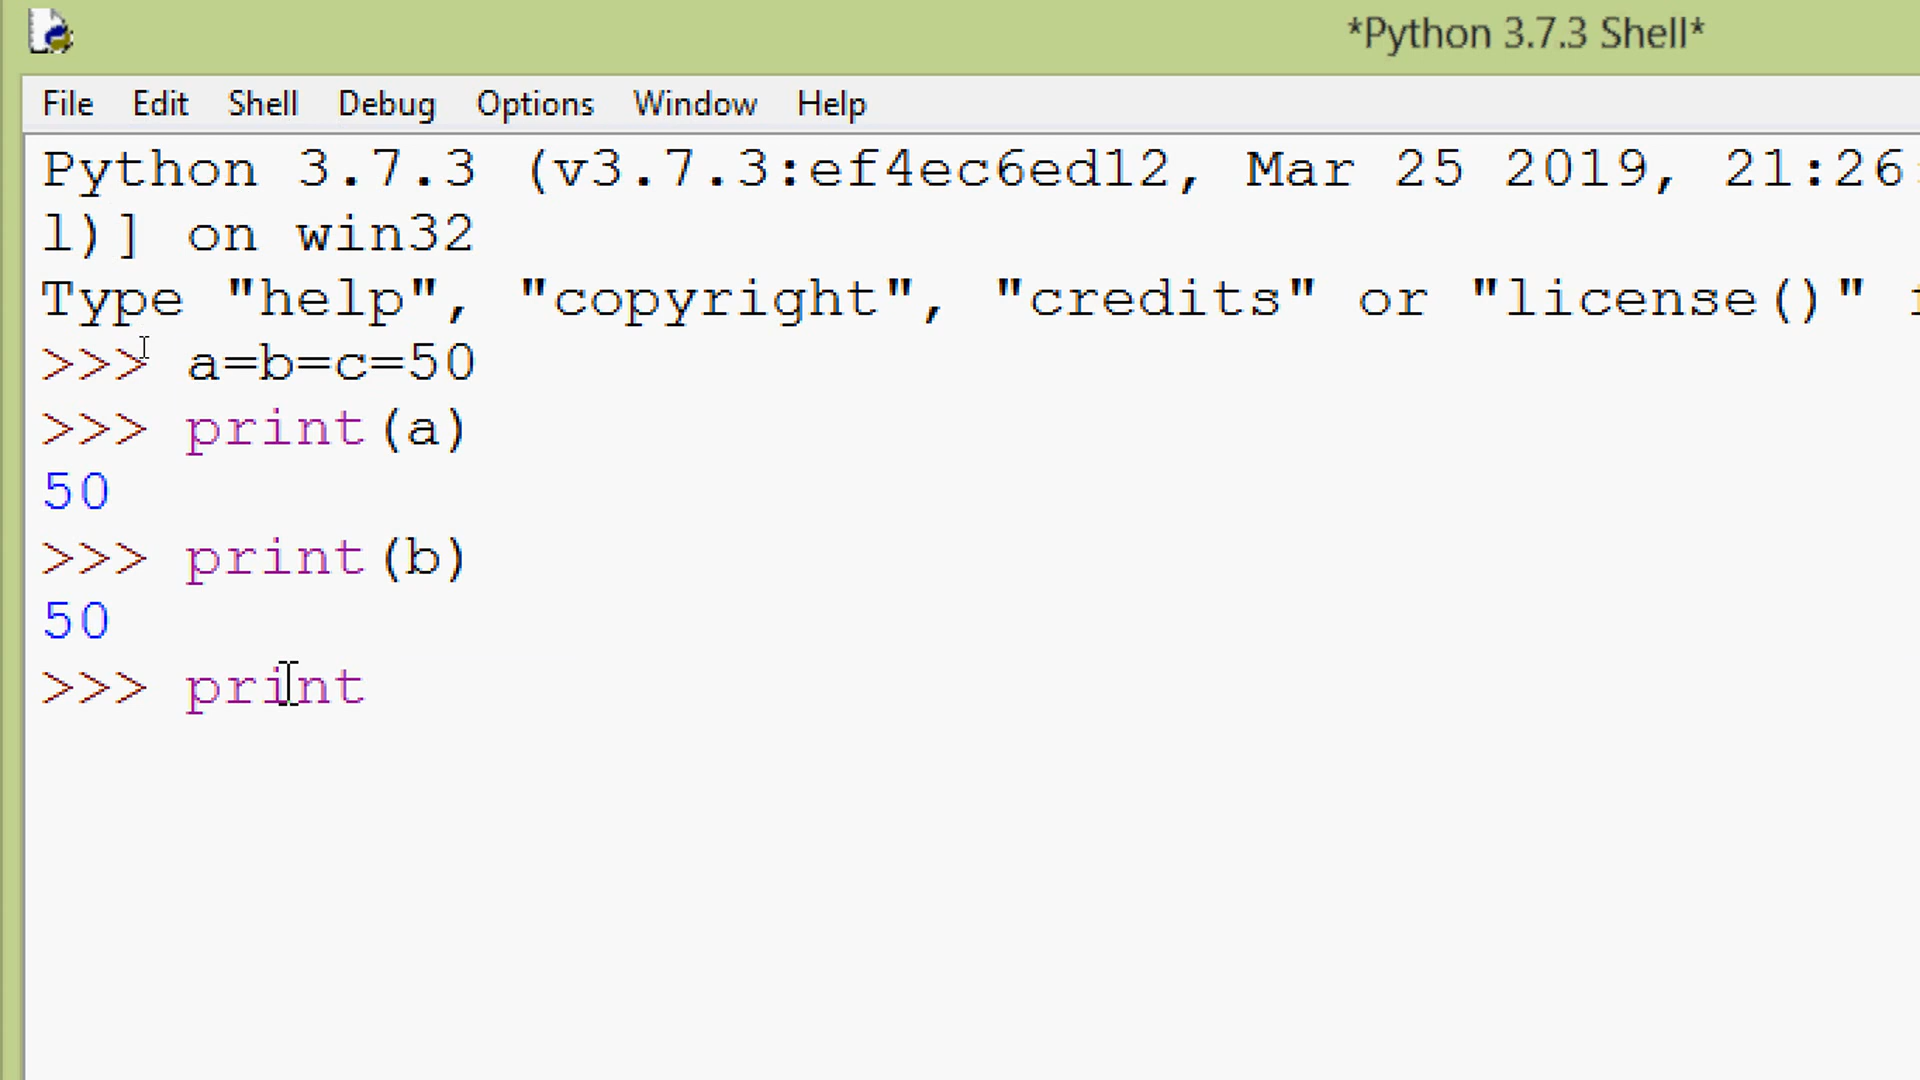 *Python 3.7.3 Shell*
File Edit Shell Debug Options Window Help
Python 3.7.3 (v3.7.3:ef4ec6ed12, Mar 25 2019, 21:26:
l)] on win32
Type "help", "copyright", "credits" or "license()"
>>> a=b=c=50
>>> print(a)
50
>>> print(b)
50
>>> print